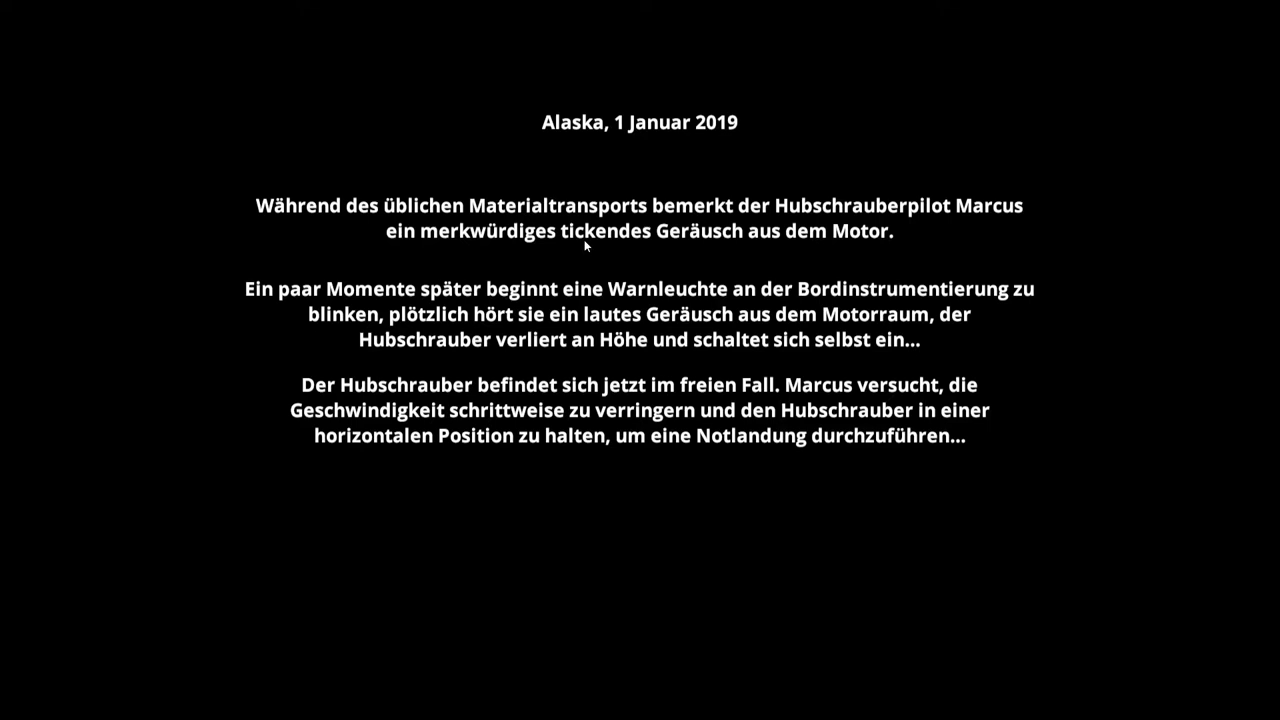 Alaska, 1 Januar 2019
Während des üblichen Materialtransports bemerkt der Hubschrauberpilot Marcus
ein merkwürdiges tickendes Geräusch aus dem Motor.
Ein paar Momente später beginnt eine Warnleuchte an der Bordinstrumentierung zu
blinken, plötzlich hört sie ein lautes Geräusch aus dem Motorraum, der
Hubschrauber verliert an Höhe und schaltet sich selbst ein...
Der Hubschrauber befindet sich jetzt im freien Fall. Marcus versucht, die
Geschwindigkeit schrittweise zu verringern und den Hubschrauber in einer
horizontalen Position zu halten, um eine Notlandung durchzuführen...